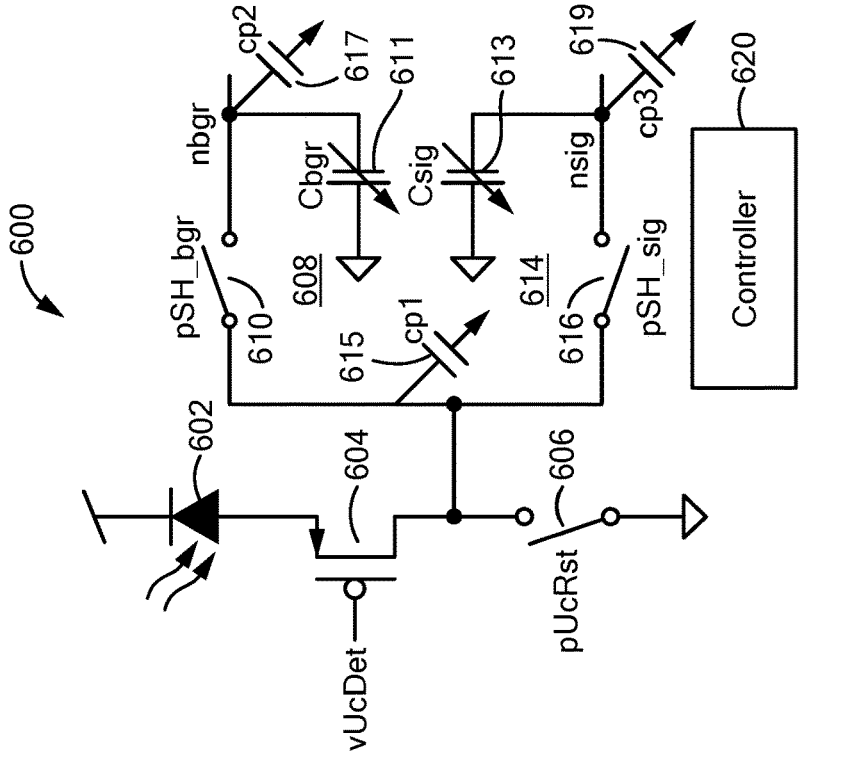 600
cp2
617
611
nbgr
Cbgr
pSH_bgr
610
608
619
613
cp3
nsig
Csig
614
616
pSH_sig
620
Controller
615
cp1
602
604
606
vUcDet
pUcRst